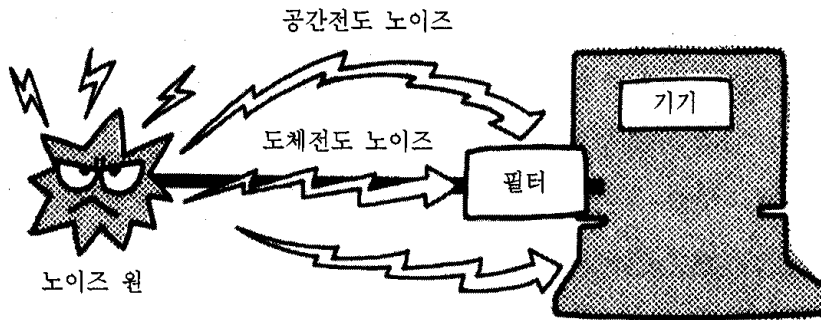 공간전도 노이즈
기기
도체전도 노이즈
필터
노이즈 원